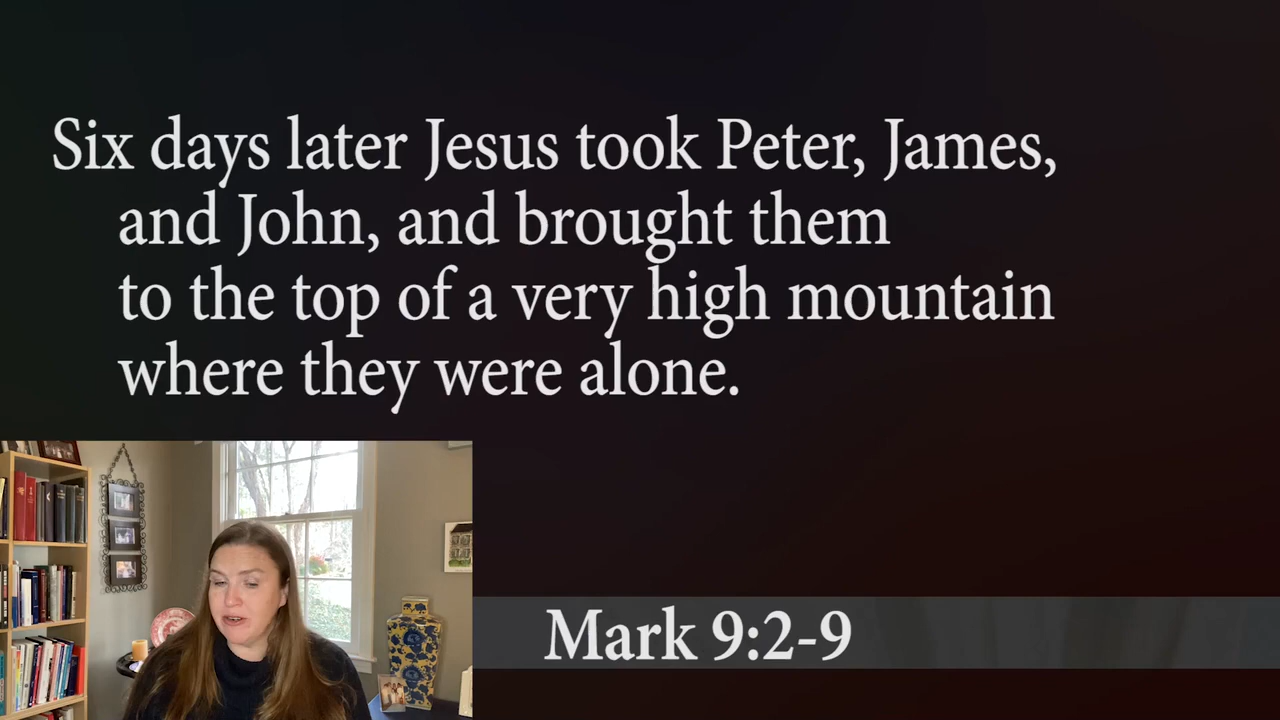 Six days later Jesus took Peter, James,
and John, and brought them
to the top of a very high mountain
where they were alone.
Mark 9:2-9